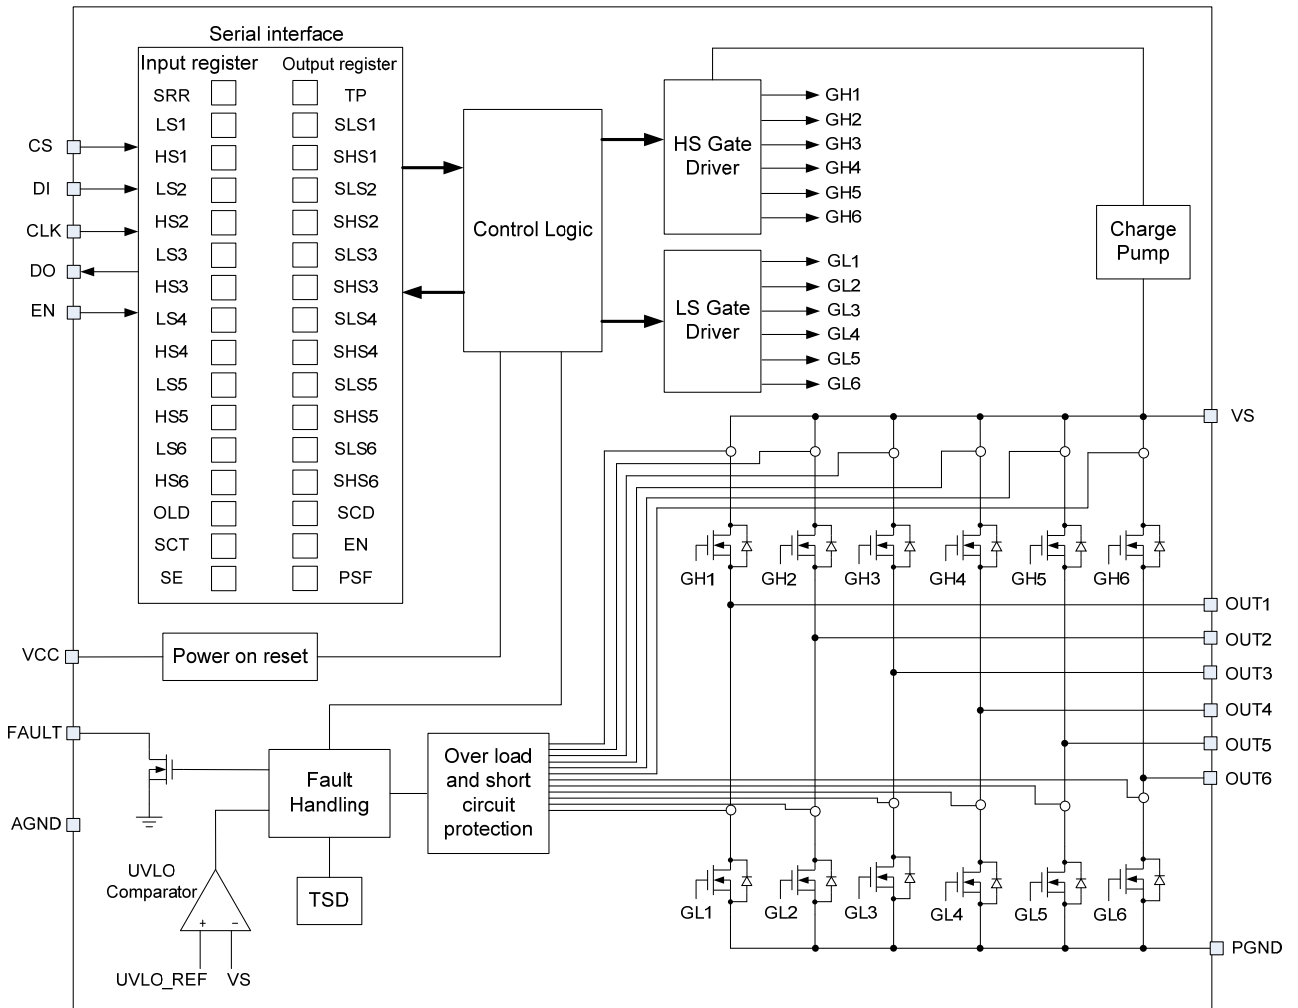 Serial interface
Input register
Output register
SRR
TP
LS1
SLS1
HS1
SHS1
LS2
SLS2
HS2
SHS2
LS3
SLS3
HS3
SHS3
LS4
SLS4
HS4
SHS4
LS5
SLS5
HS5
SHS5
LS6
SLS6
HS6
SHS6
OLD
SCD
SCT
EN
SE
PSF
CS
DI
CLK
DO
EN
Control Logic
HS Gate
Driver
GH1
GH2
GH3
GH4
GH5
GH6
LS Gate
Driver
GL1
GL2
GL3
GL4
GL5
GL6
Charge
Pump
VS
GH1
GH2
GH3
GH4
GH5
GH6
OUT1
OUT2
OUT3
OUT4
OUT5
OUT6
VCC
Power on reset
FAULT
AGND
Fault
Handling
Over load
and short
circuit
protection
TSD
UVLO
Comparator
+
−
UVLO_REF
VS
GL1
GL2
GL3
GL4
GL5
GL6
PGND